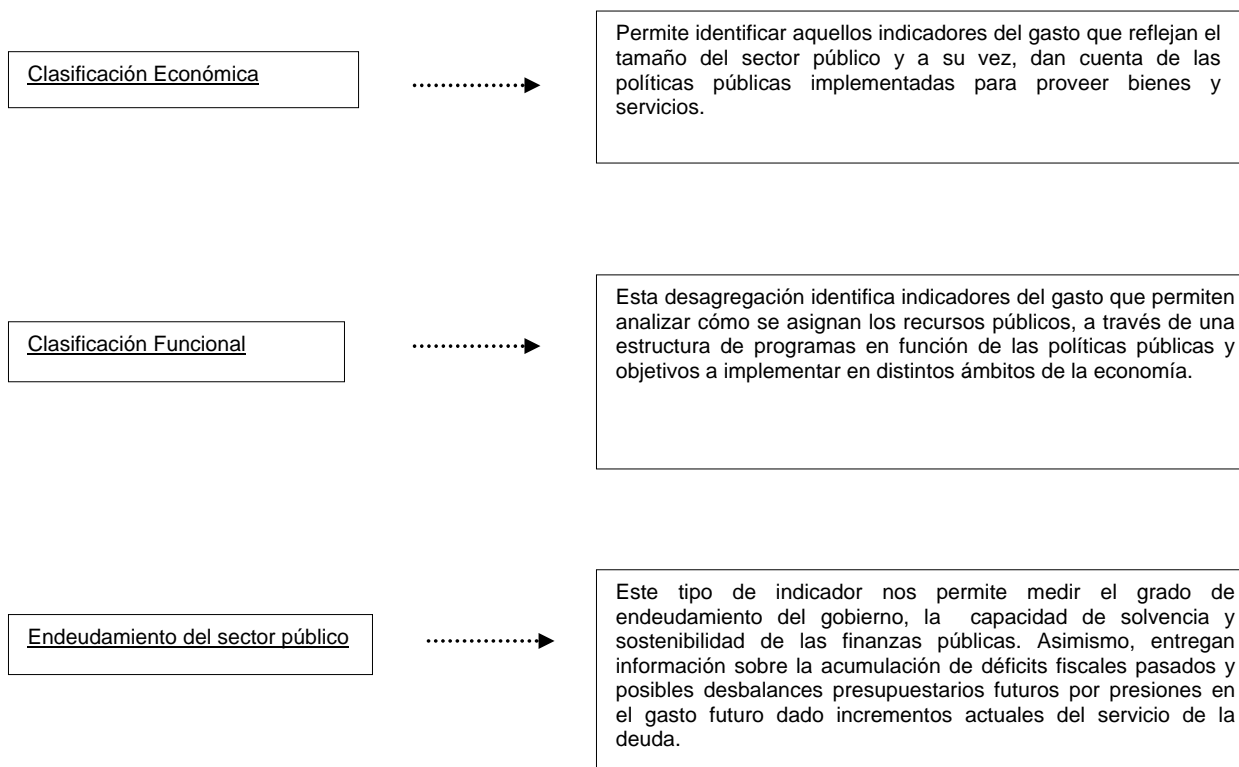 Clasificación Económica
Permite identificar aquellos indicadores del gasto que reflejan el
tamaño del sector público y a su vez, dan cuenta de las
políticas públicas implementadas para proveer bienes y
servicios.
Clasificación Funcional
Esta desagregación identifica indicadores del gasto que permiten
analizar cómo se asignan los recursos públicos, a través de una
estructura de programas en función de las políticas públicas y
objetivos a implementar en distintos ámbitos de la economía.
Endeudamiento del sector público
Este tipo de indicador nos permite medir el grado de
endeudamiento del gobierno, la capacidad de solvencia y
sostenibilidad de las finanzas públicas. Asimismo, entregan
información sobre la acumulación de déficits fiscales pasados y
posibles desbalances presupuestarios futuros por presiones en
el gasto futuro dado incrementos actuales del servicio de la
deuda.